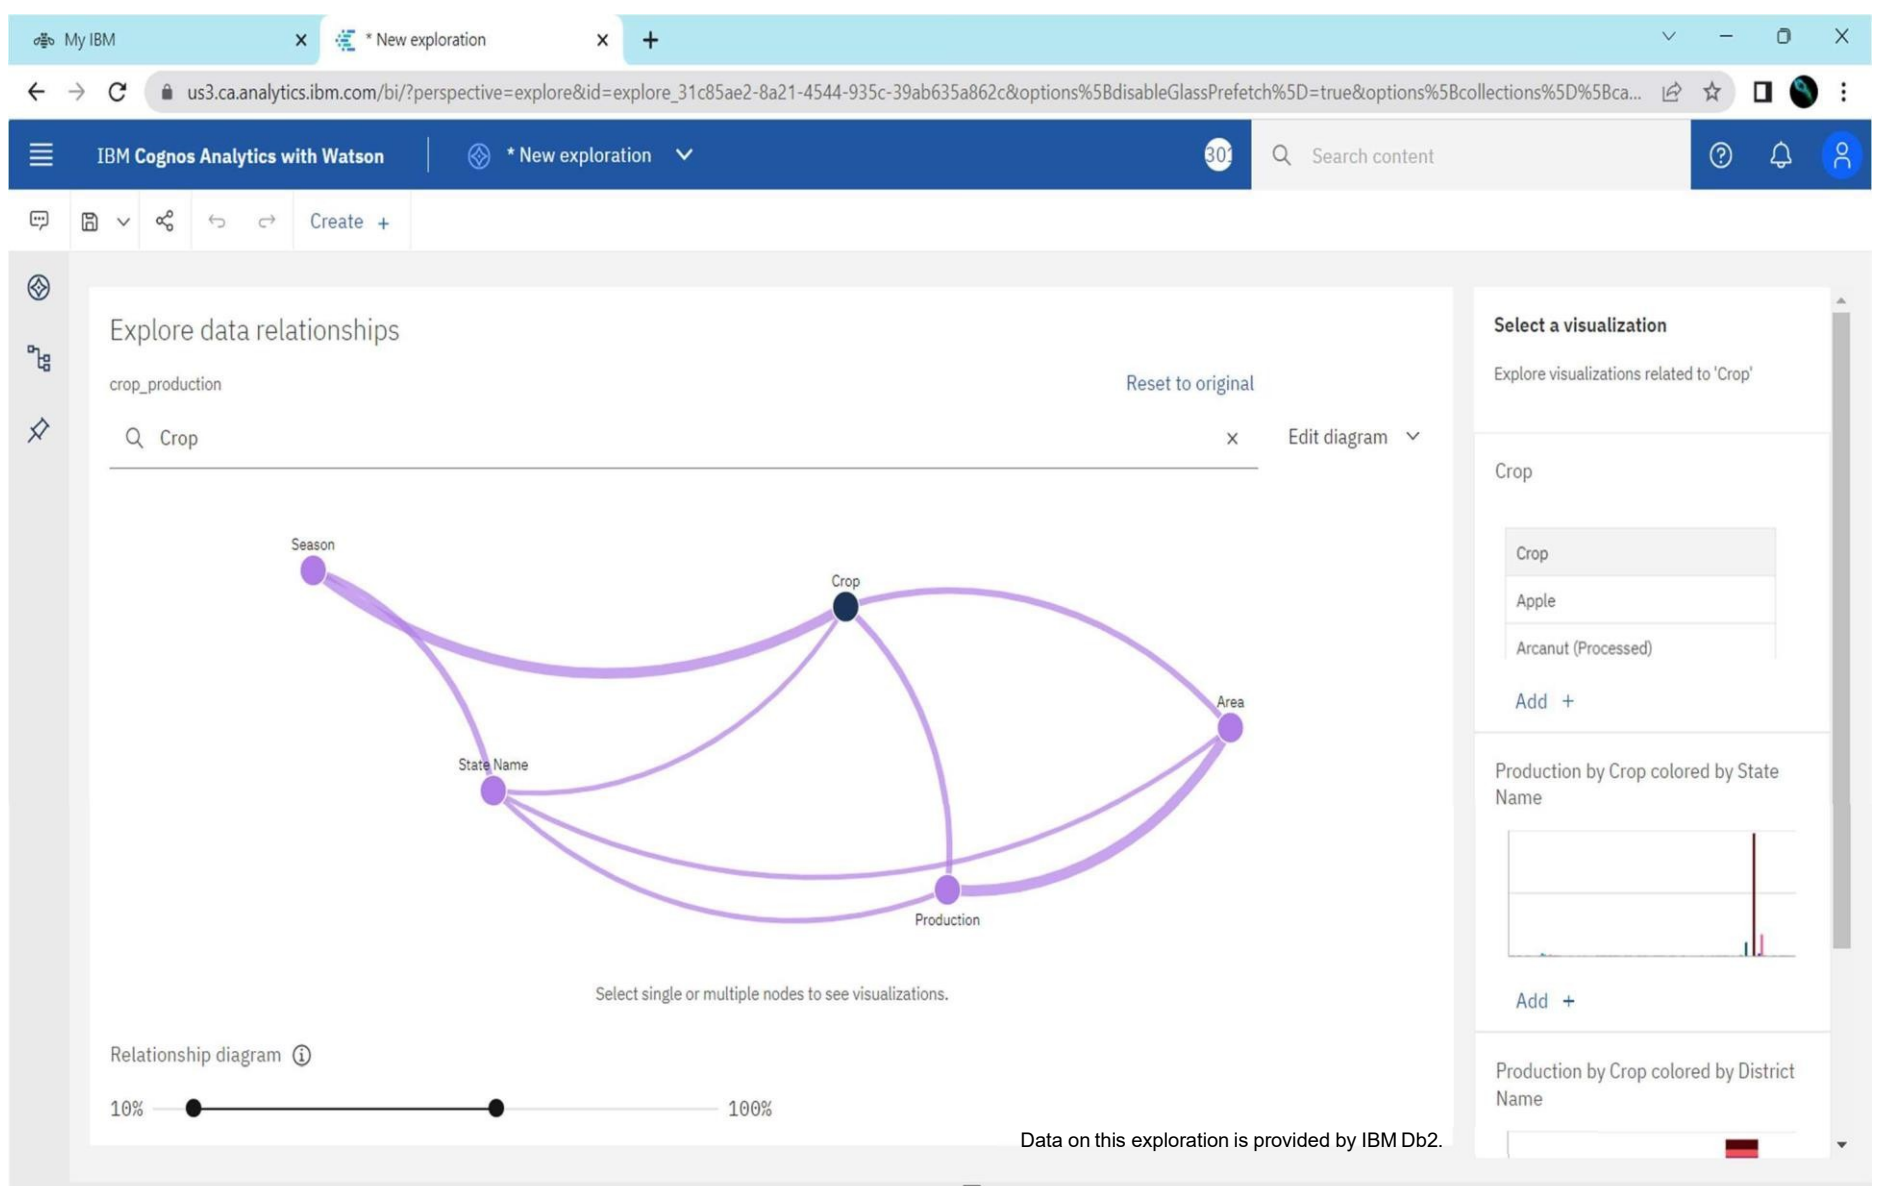 My IBM
* New exploration
us3.ca.analytics.ibm.com/bi/?perspective=explore&id=explore_31c85ae2-8a21-4544-935c-39ab635a862c&options%5BdisableGlassPrefetch%5D=true&options%5Bcollections%5D%5Bca...
IBM Cognos Analytics with Watson
* New exploration
301
Search content
Create +
Explore data relationships
crop_production
Reset to original
Crop
Edit diagram
Season
Crop
Area
State Name
Production
Select single or multiple nodes to see visualizations.
Relationship diagram
10%
100%
Data on this exploration is provided by IBM Db2.
Select a visualization
Explore visualizations related to 'Crop'
Crop
Crop
Apple
Arcanut (Processed)
Add +
Production by Crop colored by State
Name
Add +
Production by Crop colored by District
Name